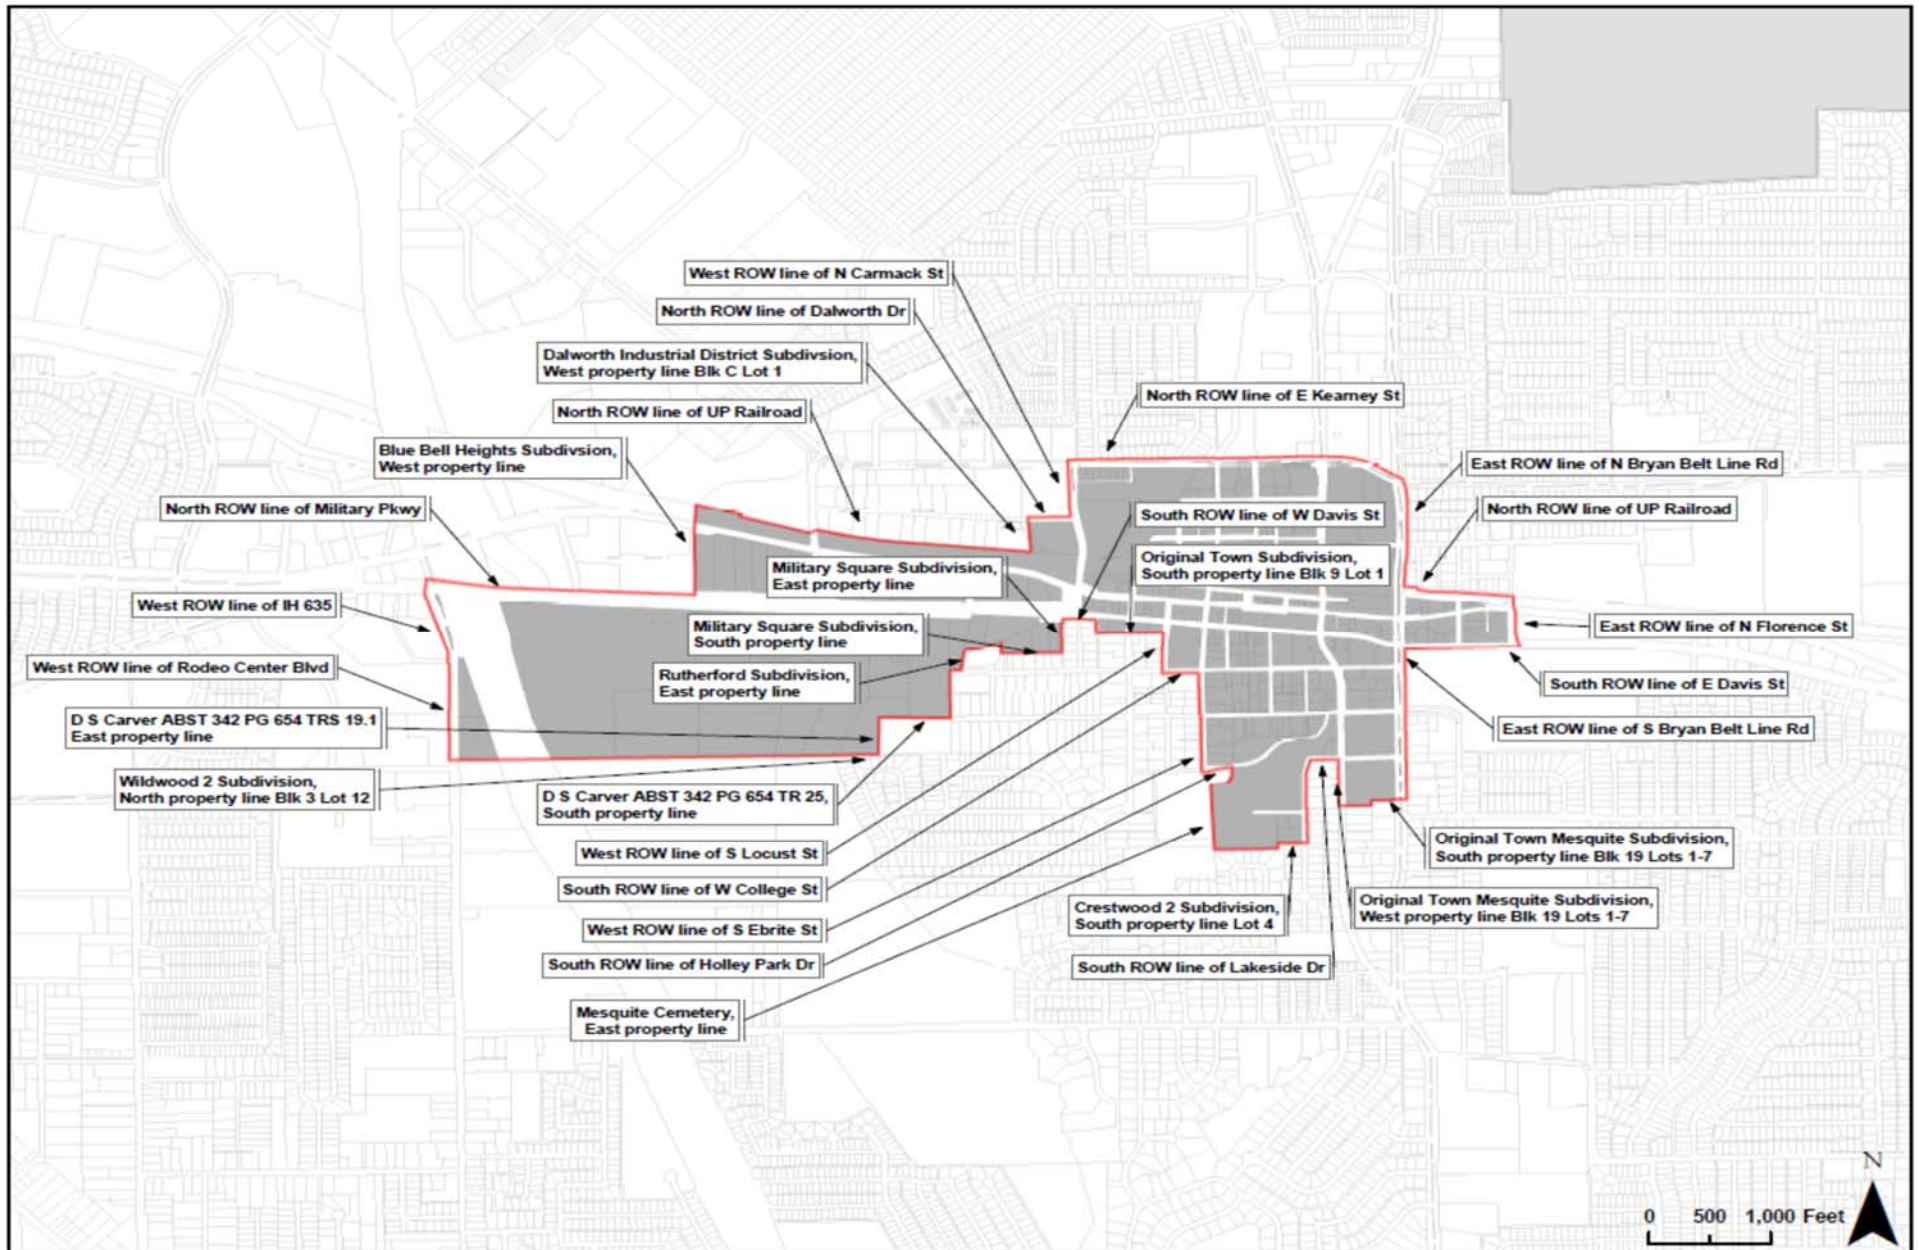 West ROW line of N Carmack St
North ROW line of Dalworth Dr
Dalworth Industrial District Subdivsion,
West property line Blk C Lot 1
North ROW line of E Kearney St
North ROW line of UP Railroad
Blue Bell Heights Subdivsion,
West property line
East ROW line of N Bryan Belt Line Rd
North ROW line of Military Pkwy
South ROW line of W Davis St
North ROW line of UP Railroad
Original Town Subdivision,
South property line Blk 9 Lot 1
Military Square Subdivision,
East property line
West ROW line of IH 635
Military Square Subdivision,
South property line
East ROW line of N Florence St
West ROW line of Rodeo Center Blvd
Rutherford Subdivision,
East property line
South ROW line of E Davis St
D S Carver ABST 342 PG 654 TRS 19.1
East property line
East ROW line of S Bryan Belt Line Rd
Wildwood 2 Subdivision,
North property line Blk 3 Lot 12
D S Carver ABST 342 PG 654 TR 25,
South property line
West ROW line of S Locust St
Original Town Mesquite Subdivision,
South property line Blk 19 Lots 1-7
South ROW line of W College St
Crestwood 2 Subdivision,
South property line Lot 4
Original Town Mesquite Subdivision,
West property line Blk 19 Lots 1-7
West ROW line of S Ebrite St
South ROW line of Holley Park Dr
South ROW line of Lakeside Dr
Mesquite Cemetery,
East property line
N
0 500 1,000 Feet